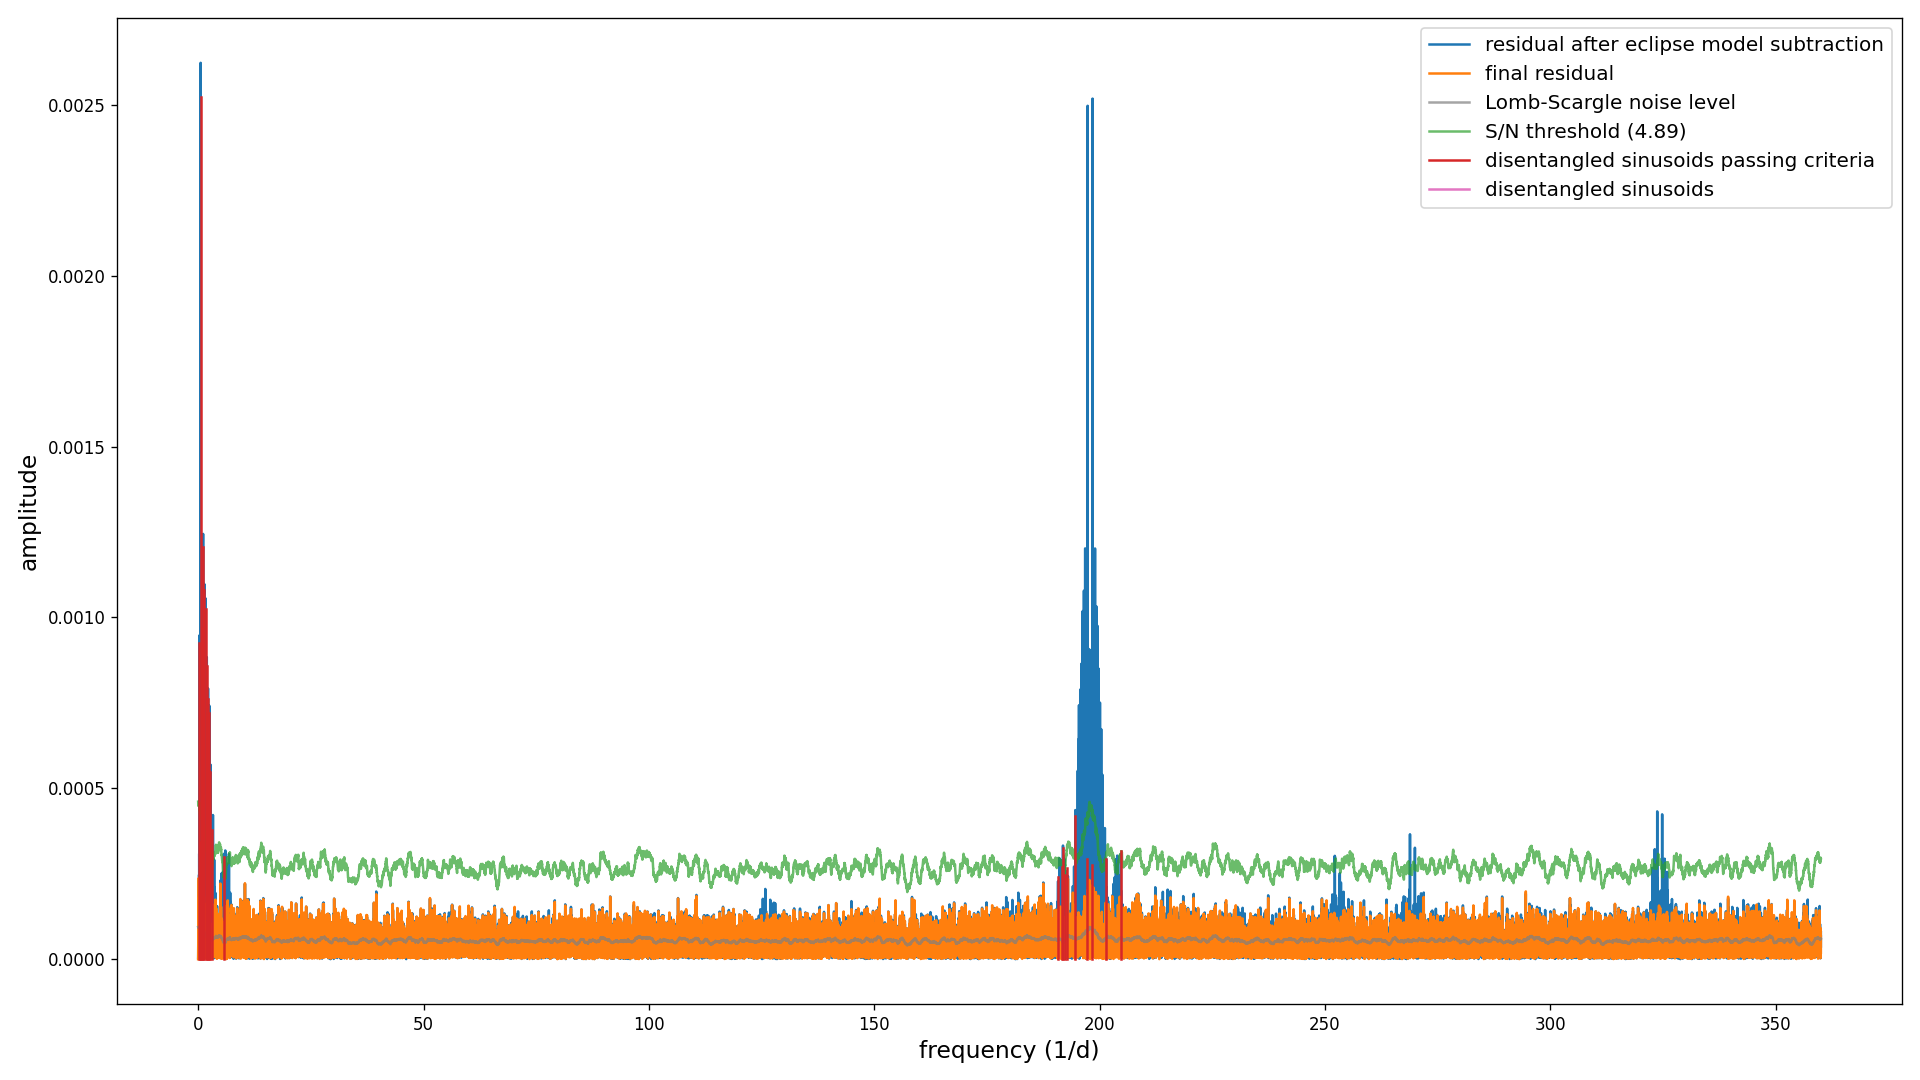 residual after eclipse model subtraction
final residual
Lomb-Scargle noise level
S/N threshold (4.89)
disentangled sinusoids passing criteria
disentangled sinusoids
0.0025
0.0020
0.0015
0.0010
0.0005
0.0000
amplitude
0 50 100 150 200 250 300 350
frequency (1/d)